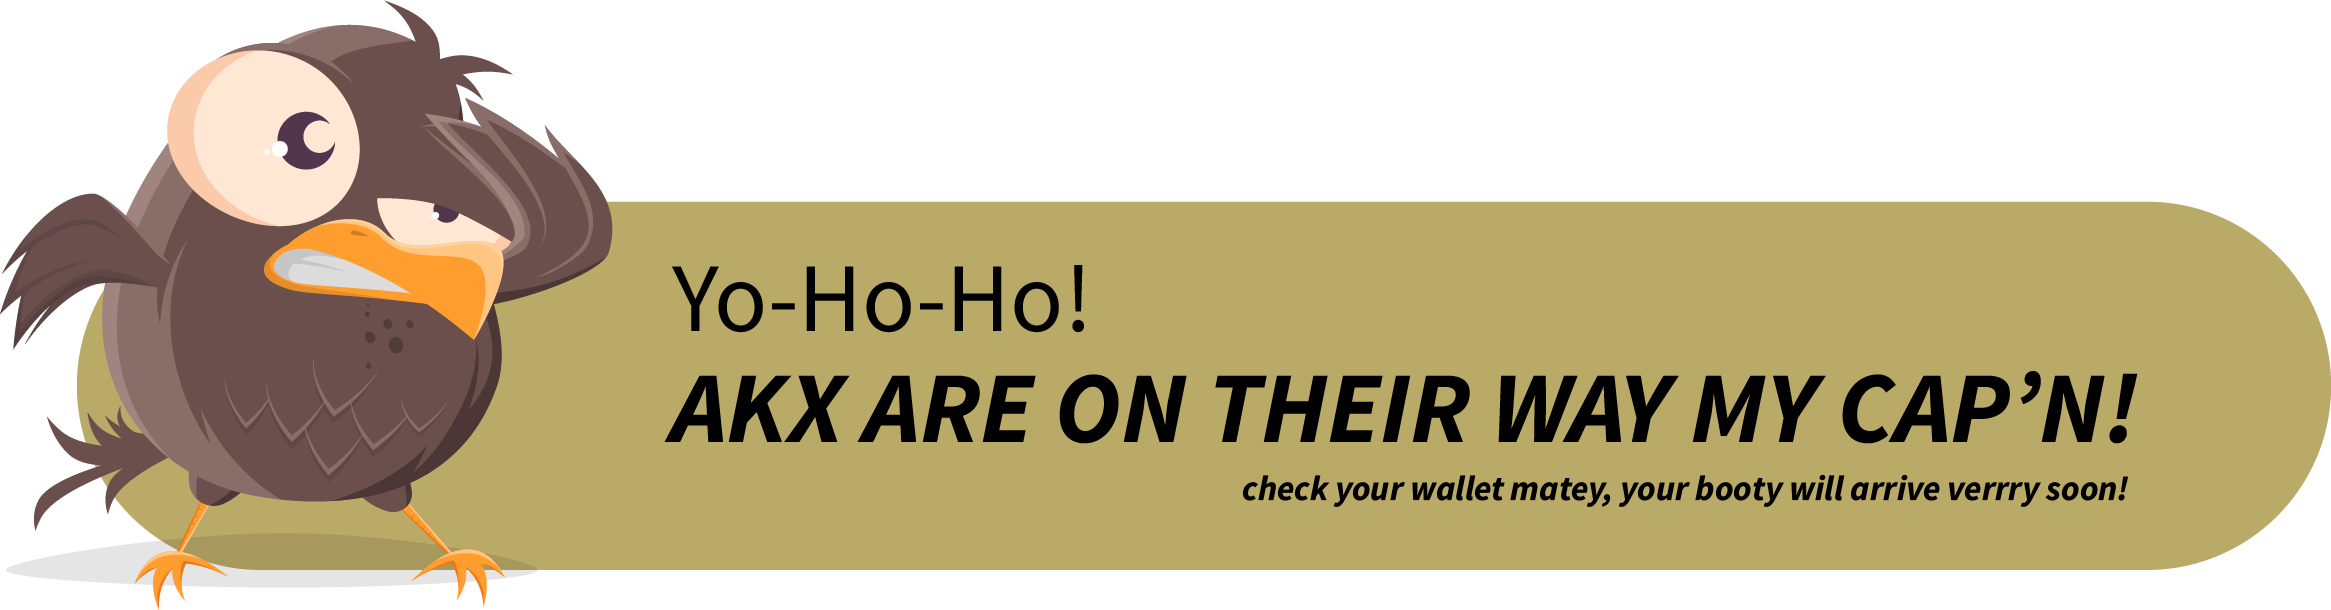 Yo-Ho-Ho!
AKX ARE ON THEIR WAY MY CAP’N!
check your wallet matey, your booty will arrive verrry soon!